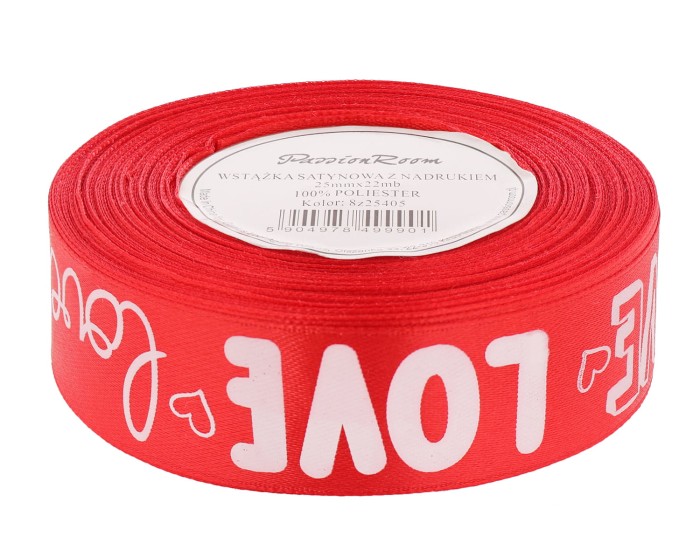 PassionRoom
WSTĄŻKA SATYNOWA Z NADRUKIEM
25mmx22mb
100% POLIESTER
Kolor: 8z25405
5 904978 499901
love
LOVE